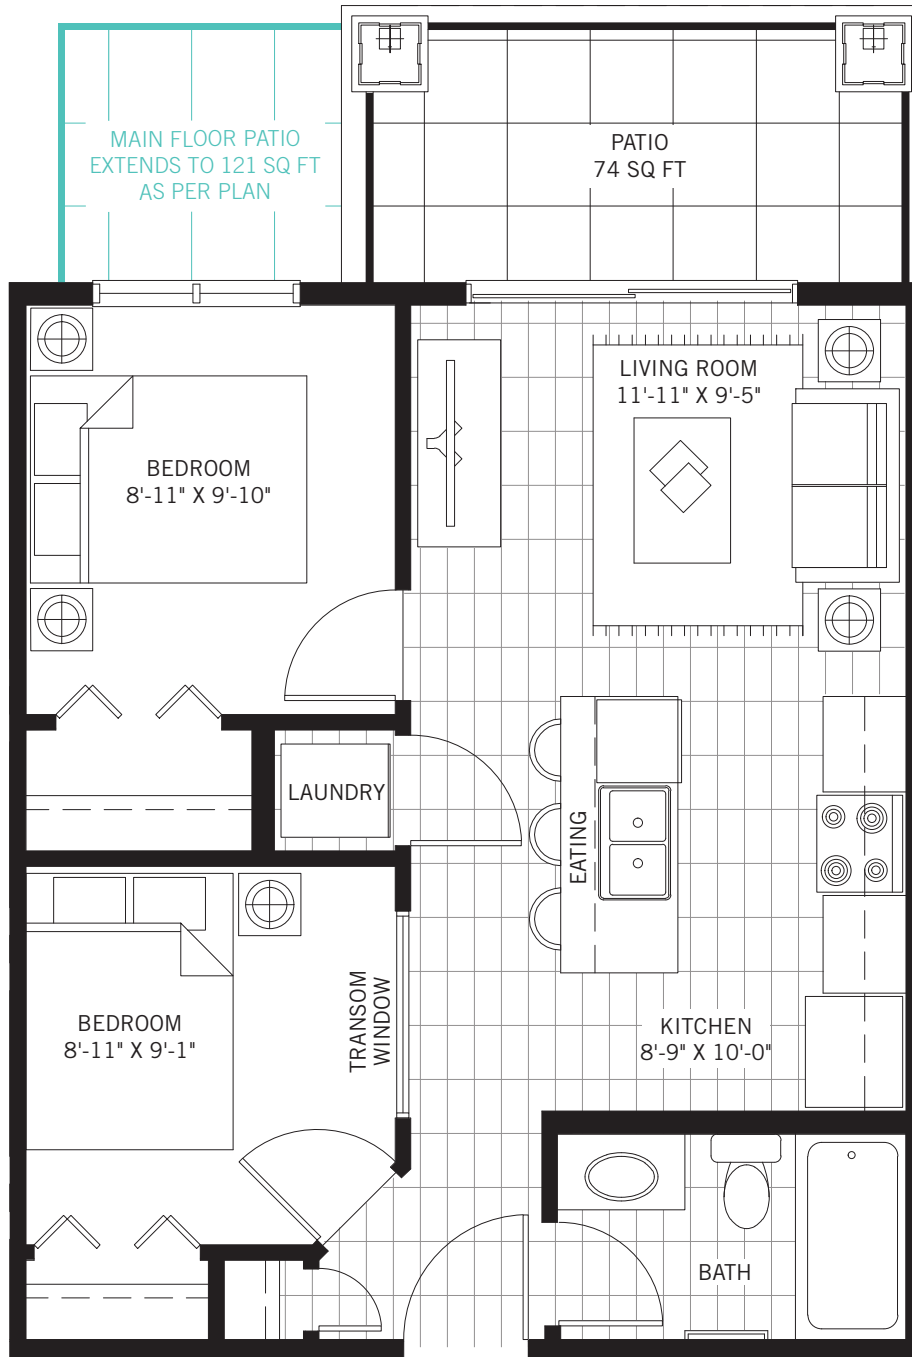 MAIN FLOOR PATIO
EXTENDS TO 121 SQ FT
AS PER PLAN
PATIO
74 SQ FT
LIVING ROOM
11'-11" X 9'-5"
BEDROOM
8'-11" X 9'-10"
LAUNDRY
EATING
TRANSOM
WINDOW
BEDROOM
8'-11" X 9'-1"
KITCHEN
8'-9" X 10'-0"
BATH